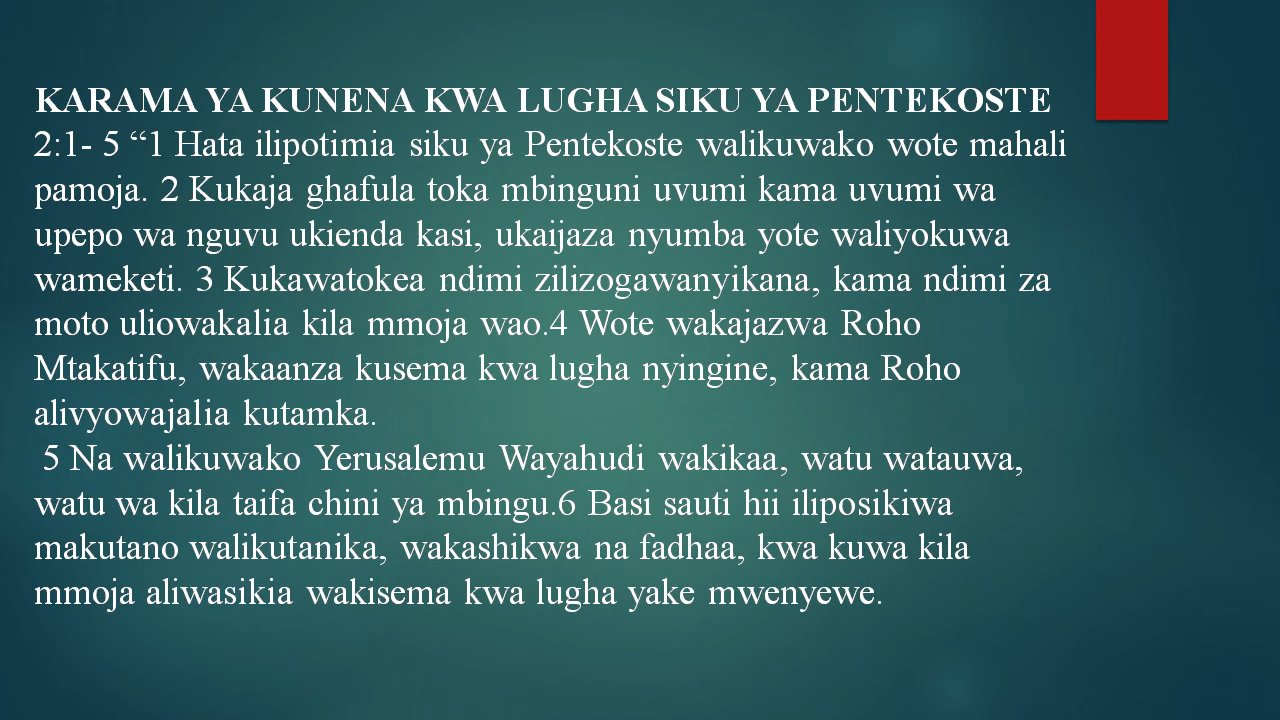 KARAMA YA KUNENA KWA LUGHA SIKU YA PENTEKOSTE
2:1- 5 “1 Hata ilipotimia siku ya Pentekoste walikuwako wote mahali
pamoja. 2 Kukaja ghafula toka mbinguni uvumi kama uvumi wa
upepo wa nguvu ukienda kasi, ukaijaza nyumba yote waliyokuwa
wameketi. 3 Kukawatokea ndimi zilizogawanyikana, kama ndimi za
moto uliowakalia kila mmoja wao.4 Wote wakajazwa Roho
Mtakatifu, wakaanza kusema kwa lugha nyingine, kama Roho
alivyowajalia kutamka.
5 Na walikuwako Yerusalemu Wayahudi wakikaa, watu watauwa,
watu wa kila taifa chini ya mbingu.6 Basi sauti hii iliposikiwa
makutano walikutanika, wakashikwa na fadhaa, kwa kuwa kila
mmoja aliwasikia wakisema kwa lugha yake mwenyewe.